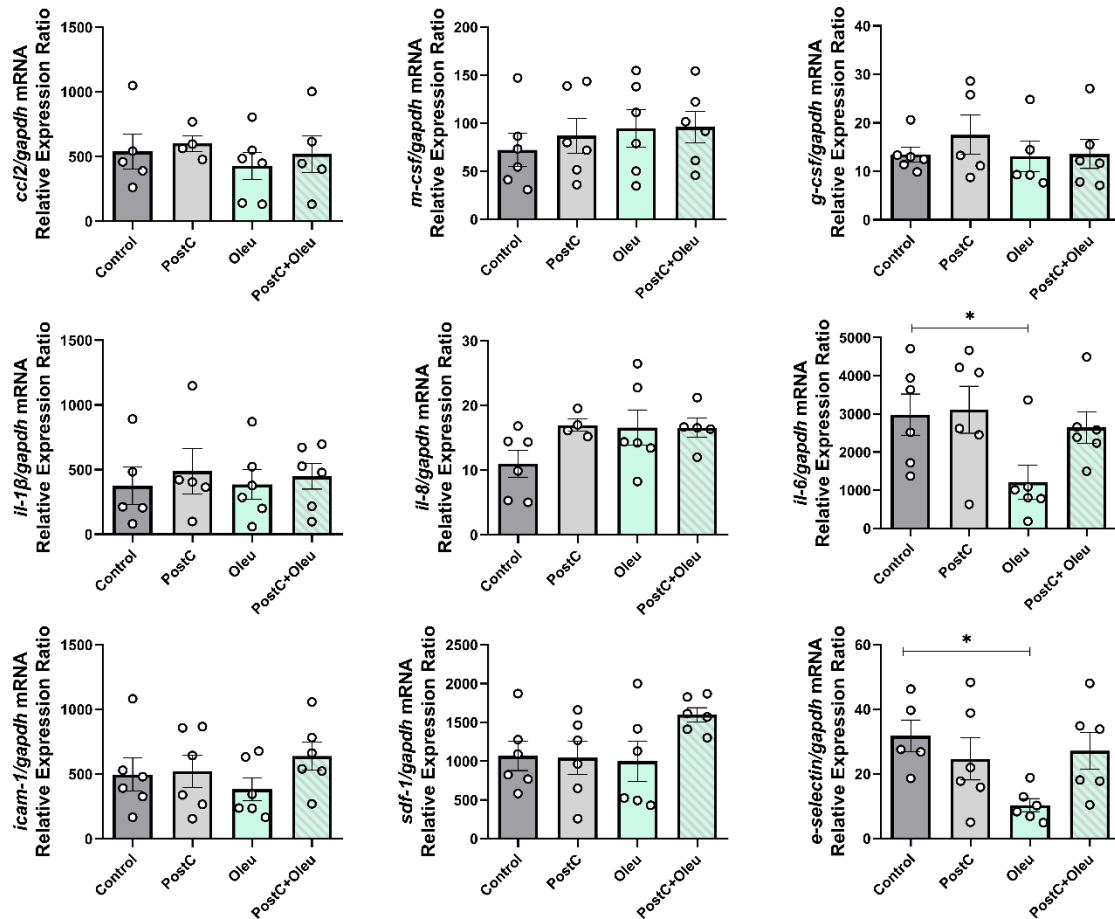 ccl2/gapdh mRNA
Relative Expression Ratio
1500
1000
500
0
Control
PostC
Oleu
PostC+Oleu
m-csf/gapdh mRNA
Relative Expression Ratio
200
150
100
50
0
Control
PostC
Oleu
PostC+Oleu
g-csf/gapdh mRNA
Relative Expression Ratio
40
30
20
10
0
Control
PostC
Oleu
PostC+Oleu
il-1β/gapdh mRNA
Relative Expression Ratio
1500
1000
500
0
Control
PostC
Oleu
PostC+Oleu
il-8/gapdh mRNA
Relative Expression Ratio
30
20
10
0
Control
PostC
Oleu
PostC+Oleu
il-6/gapdh mRNA
Relative Expression Ratio
5000
4000
3000
2000
1000
0
*
Control
PostC
Oleu
PostC+ Oleu
icam-1/gapdh mRNA
Relative Expression Ratio
1500
1000
500
0
Control
PostC
Oleu
PostC+Oleu
sdf-1/gapdh mRNA
Relative Expression Ratio
2500
2000
1500
1000
500
0
Control
PostC
Oleu
PostC+Oleu
e-selectin/gapdh mRNA
Relative Expression Ratio
60
40
20
0
*
Control
PostC
Oleu
PostC+Oleu